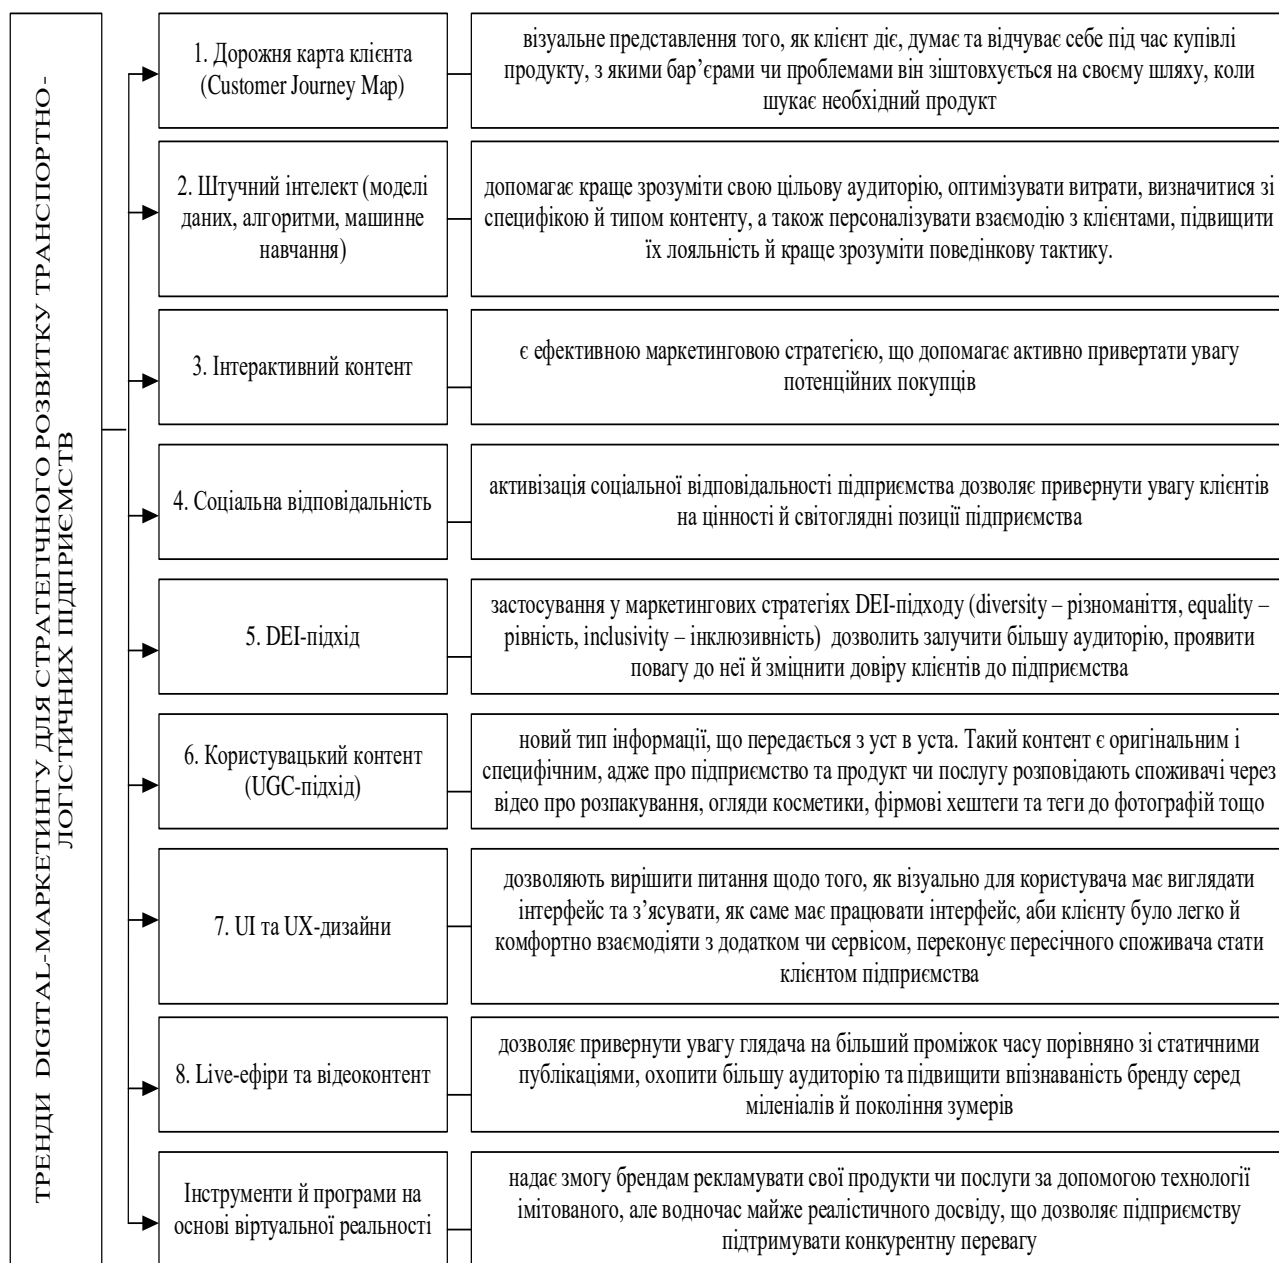 ТРЕНДИ DIGITAL-МАРКЕТИНГУ ДЛЯ СТРАТЕГІЧНОГО РОЗВИТКУ ТРАНСПОРТНО-
ЛОГІСТИЧНИХ ПІДПРИЄМСТВ
1. Дорожня карта клієнта
(Customer Journey Map)
візуальне представлення того, як клієнт діє, думає та відчуває себе під час купівлі
продукту, з якими бар’єрами чи проблемами він зіштовхується на своєму шляху, коли
шукає необхідний продукт
2. Штучний інтелект (моделі
даних, алгоритми, машинне
навчання)
допомагає краще зрозуміти свою цільову аудиторію, оптимізувати витрати, визначитися зі
специфікою й типом контенту, а також персоналізувати взаємодію з клієнтами, підвищити
їх лояльність й краще зрозуміти поведінкову тактику.
3. Інтерактивний контент
є ефективною маркетинговою стратегією, що допомагає активно привертати увагу
потенційних покупців
4. Соціальна відповідальність
активізація соціальної відповідальності підприємства дозволяє привернути увагу клієнтів
на цінності й світоглядні позиції підприємства
5. DEI-підхід
застосування у маркетингових стратегіях DEI-підходу (diversity – різноманіття, equality –
рівність, inclusivity – інклюзивність) дозволить залучити більшу аудиторію, проявити
повагу до неї й зміцнити довіру клієнтів до підприємства
6. Користувацький контент
(UGC-підхід)
новий тип інформації, що передається з уст в уста. Такий контент є оригінальним і
специфічним, адже про підприємство та продукт чи послугу розповідають споживачі через
відео про розпакування, огляди косметики, фірмові хештеги та теги до фотографій тощо
7. UI та UX-дизайни
дозволяють вирішити питання щодо того, як візуально для користувача має виглядати
інтерфейс та з’ясувати, як саме має працювати інтерфейс, аби клієнту було легко й
комфортно взаємодіяти з додатком чи сервісом, переконує пересічного споживача стати
клієнтом підприємства
8. Live-ефіри та відеоконтент
дозволяє привернути увагу глядача на більший проміжок часу порівняно зі статичними
публікаціями, охопити більшу аудиторію та підвищити впізнаваність бренду серед
міленіалів й покоління зумерів
Інструменти й програми на
основі віртуальної реальності
надає змогу брендам рекламувати свої продукти чи послуги за допомогою технології
імітованого, але водночас майже реалістичного досвіду, що дозволяє підприємству
підтримувати конкурентну перевагу